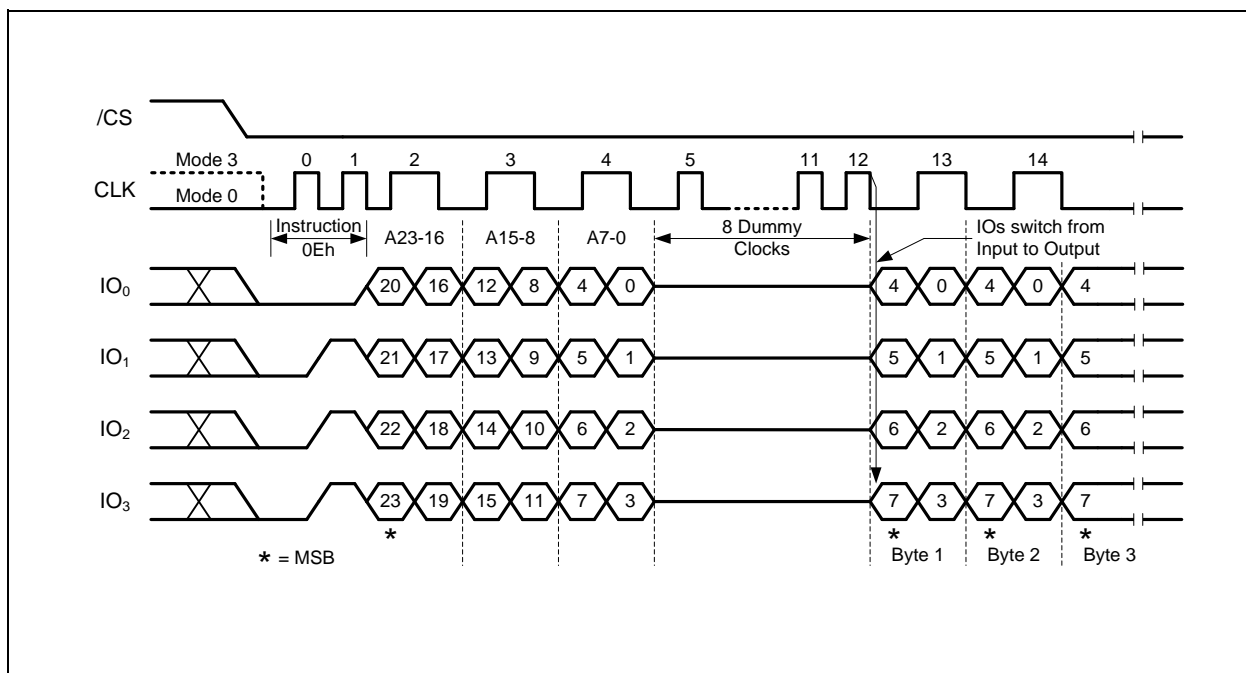 /CS
Mode 3 0 1 2 3 4 5 11 12 13 14
CLK
Mode 0
Instruction 8 Dummy IOs switch from
0Eh A23-16 A15-8 A7-0 Clocks Input to Output
IO0 20 16 12 8 4 0 4 0 4 0 4
IO1 21 17 13 9 5 1 5 1 5 1 5
IO2 22 18 14 10 6 2 6 2 6 2 6
IO3 23 19 15 11 7 3 7 3 7 3 7
* * * *
* = MSB Byte 1 Byte 2 Byte 3